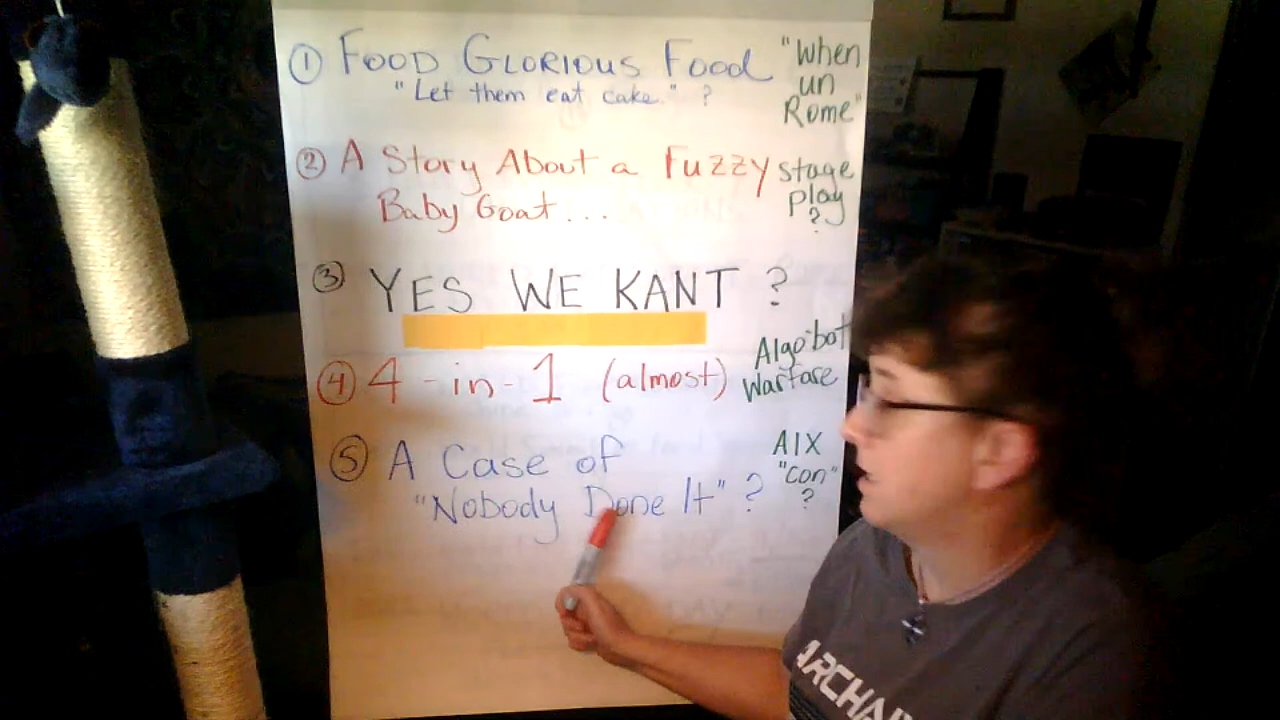 ① FOOD GLORIOUS FOOD
"Let them eat cake." ?
"When
un
Rome"
② A Story About a Fuzzy
Baby Goat...
Stage
Play
?
③ YES WE KANT ?
④ 4-in-1 (almost)
Algo-bot
Warfare
⑤ A Case of
"Nobody Done It" ?
AIX
"Con"
?